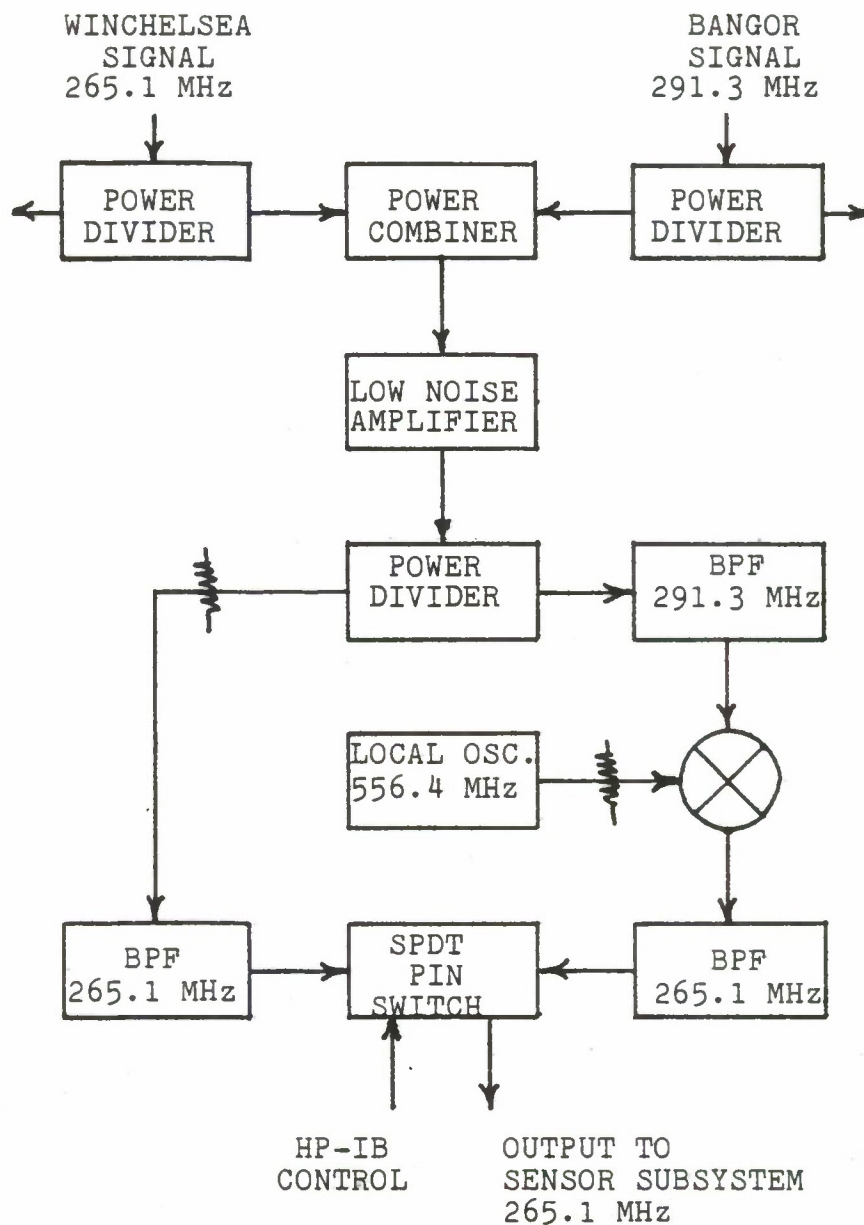 WINCHELSEA
SIGNAL
265.1 MHz
BANGOR
SIGNAL
291.3 MHz
POWER
DIVIDER
POWER
COMBINER
POWER
DIVIDER
LOW NOISE
AMPLIFIER
POWER
DIVIDER
BPF
291.3 MHz
LOCAL OSC.
556.4 MHz
BPF
265.1 MHz
SPDT
PIN
SWITCH
BPF
265.1 MHz
HP-IB
CONTROL
OUTPUT TO
SENSOR SUBSYSTEM
265.1 MHz